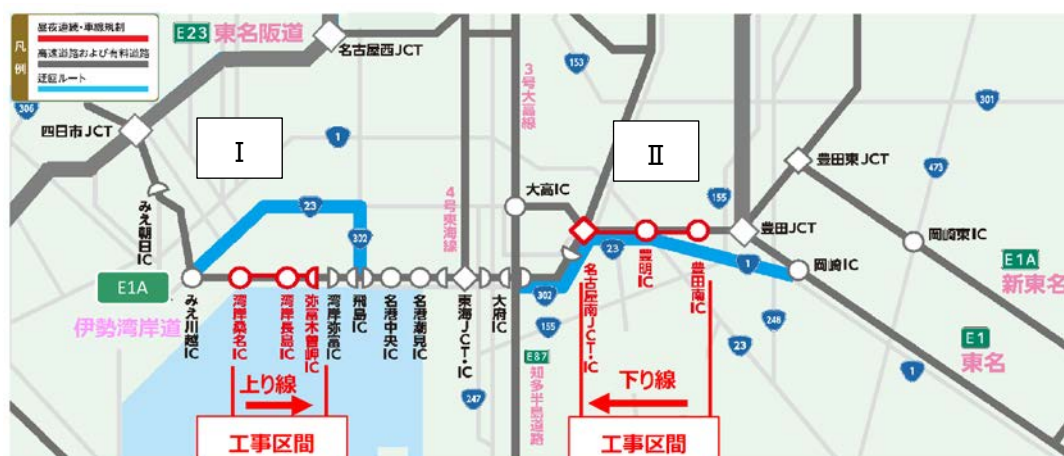 凡例
昼夜連続・車線規制
高速道路および有料道路
迂回ルート
E23 東名阪道
名古屋西JCT
306
四日市JCT
Ⅰ
1
みえ朝日IC
23
302
E1A
伊勢湾岸道
みえ川越IC
湾岸桑名IC
湾岸長島IC
弥富木曽岬IC
湾岸弥富IC
飛島IC
名港中央IC
名港潮見IC
東海JCT・IC
大府IC
4号東海線
3号大高線
153
大高IC
Ⅱ
155
豊田JCT
豊田東JCT
301
473
岡崎東IC
E1A
新東名
岡崎IC
1
23
302
155
名古屋南JCT・IC
豊明IC
豊田南IC
248
23
E1
東名
1
247
E87
知多半島道路
上り線
工事区間
下り線
工事区間